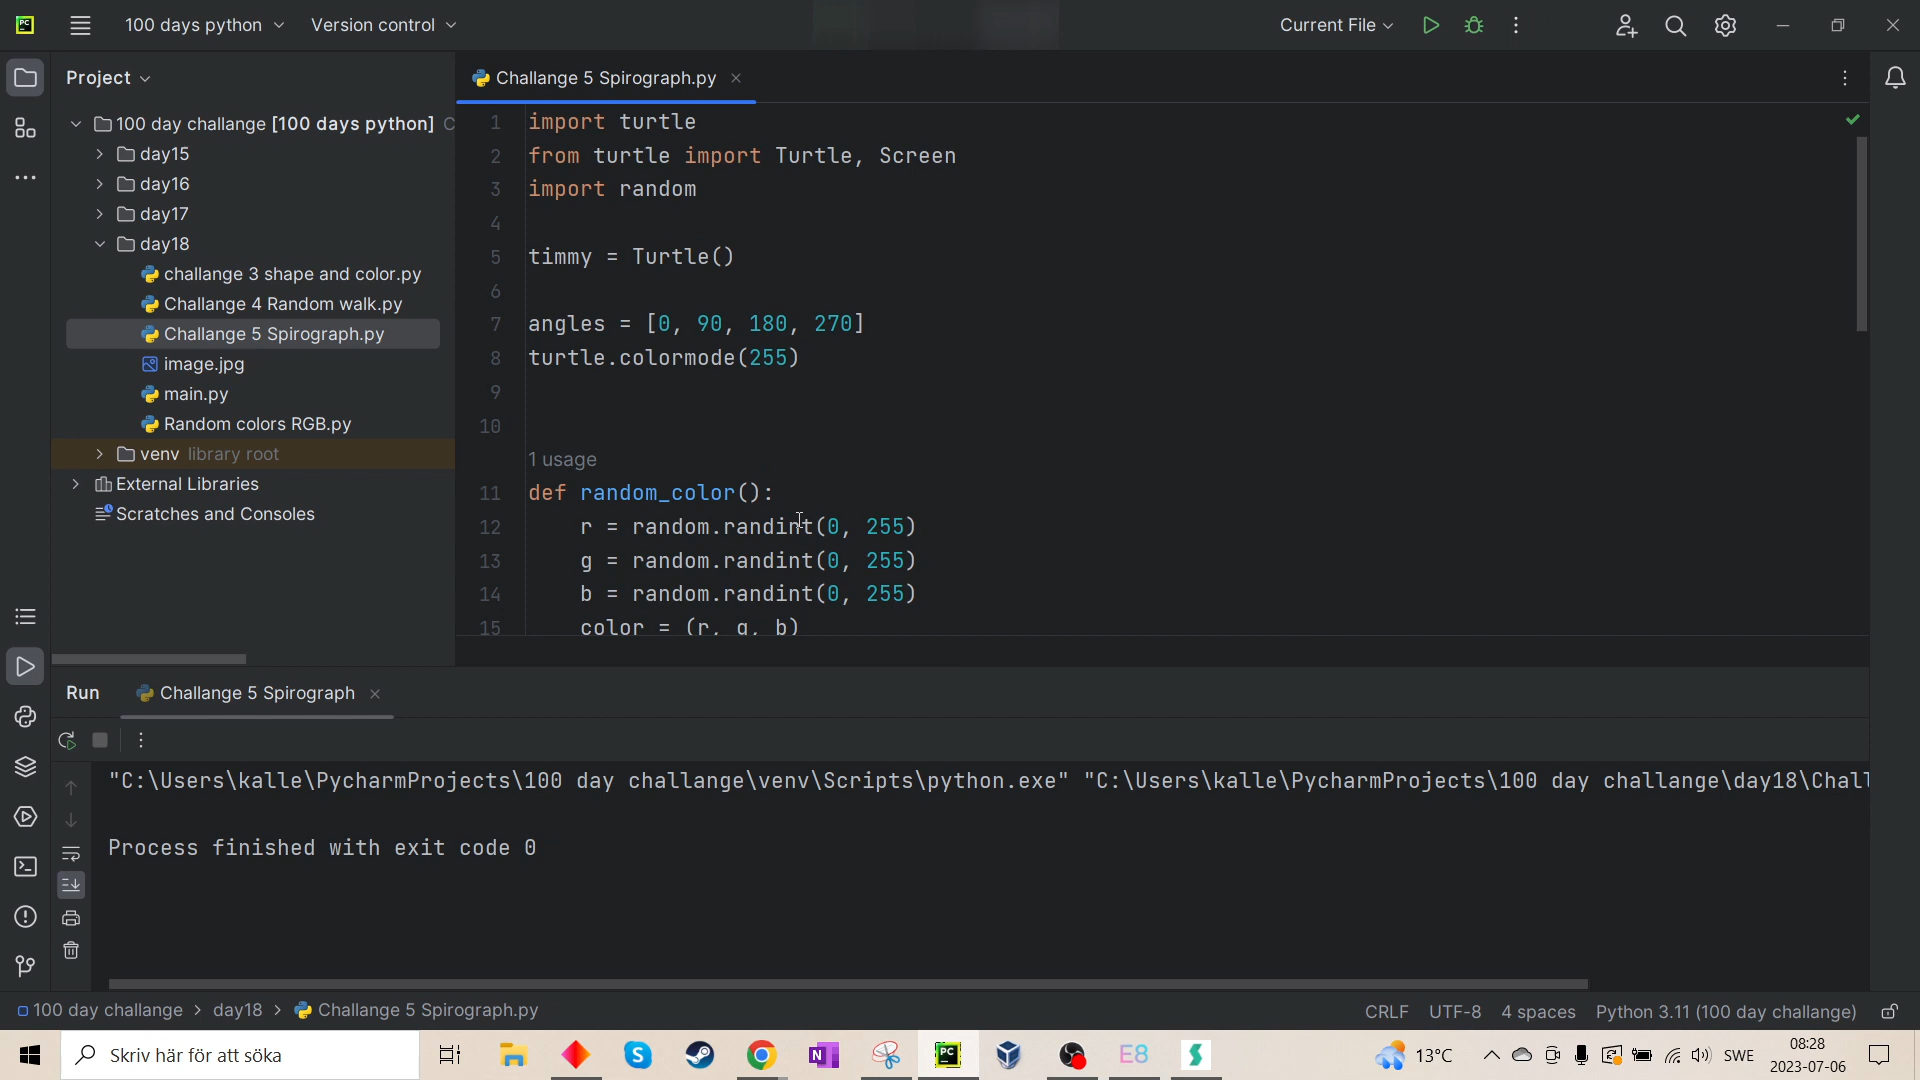 100 days python
Version control
Current File
Project
Challange 5 Spirograph.py
100 day challange [100 days python] C
day15
day16
day17
day18
challange 3 shape and color.py
Challange 4 Random walk.py
Challange 5 Spirograph.py
image.jpg
main.py
Random colors RGB.py
venv library root
External Libraries
Scratches and Consoles
1 import turtle
2 from turtle import Turtle, Screen
3 import random
4
5 timmy = Turtle()
6
7 angles = [0, 90, 180, 270]
8 turtle.colormode(255)
9
10
1 usage
11 def random_color():
12 r = random.randint(0, 255)
13 g = random.randint(0, 255)
14 b = random.randint(0, 255)
15 color = (r, g, b)
Run
Challange 5 Spirograph
"C:\Users\kalle\PycharmProjects\100 day challange\venv\Scripts\python.exe" "C:\Users\kalle\PycharmProjects\100 day challange\day18\Chall
Process finished with exit code 0
100 day challange > day18 > Challange 5 Spirograph.py
CRLF UTF-8 4 spaces Python 3.11 (100 day challange)
Skriv här för att söka
PC
E8
13°C
SWE
08:28
2023-07-06